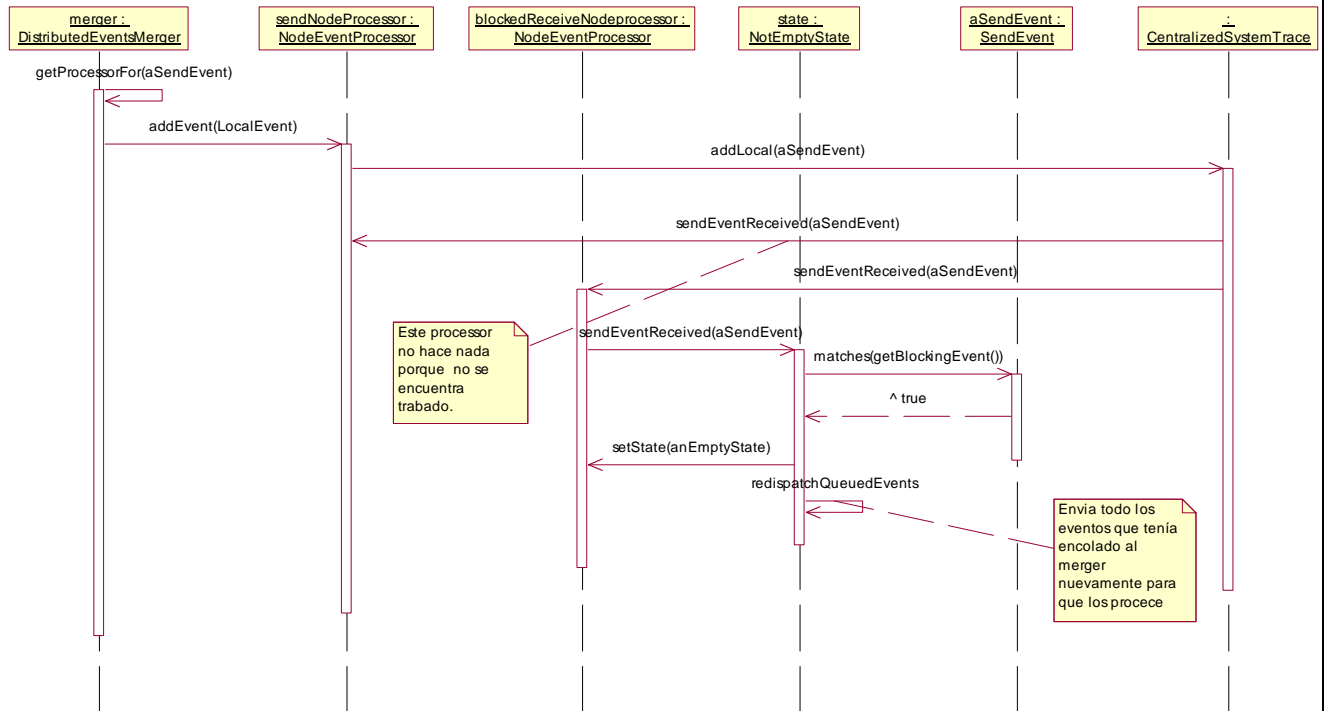 merger :
DistributedEventsMerger
sendNodeProcessor :
NodeEventProcessor
blockedReceiveNodeprocessor :
NodeEventProcessor
state :
NotEmptyState
aSendEvent :
SendEvent
:
CentralizedSystemTrace
getProcessorFor(aSendEvent)
addEvent(LocalEvent)
addLocal(aSendEvent)
sendEventReceived(aSendEvent)
sendEventReceived(aSendEvent)
Este processor
no hace nada
porque no se
encuentra
trabado.
sendEventReceived(aSendEvent)
matches(getBlockingEvent())
^ true
setState(anEmptyState)
redispatchQueuedEvents
Envia todo los
eventos que tenía
encolado al
merger
nuevamente para
que los procece